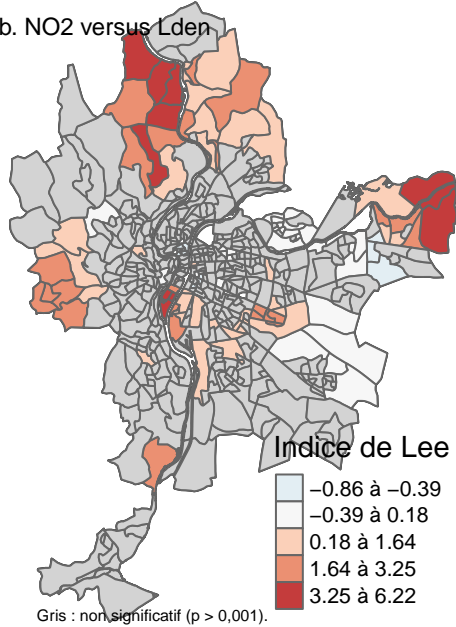 b. NO2 versus Lden
Indice de Lee
−0.86 à −0.39
−0.39 à 0.18
0.18 à 1.64
1.64 à 3.25
3.25 à 6.22
Gris : non significatif (p > 0,001).